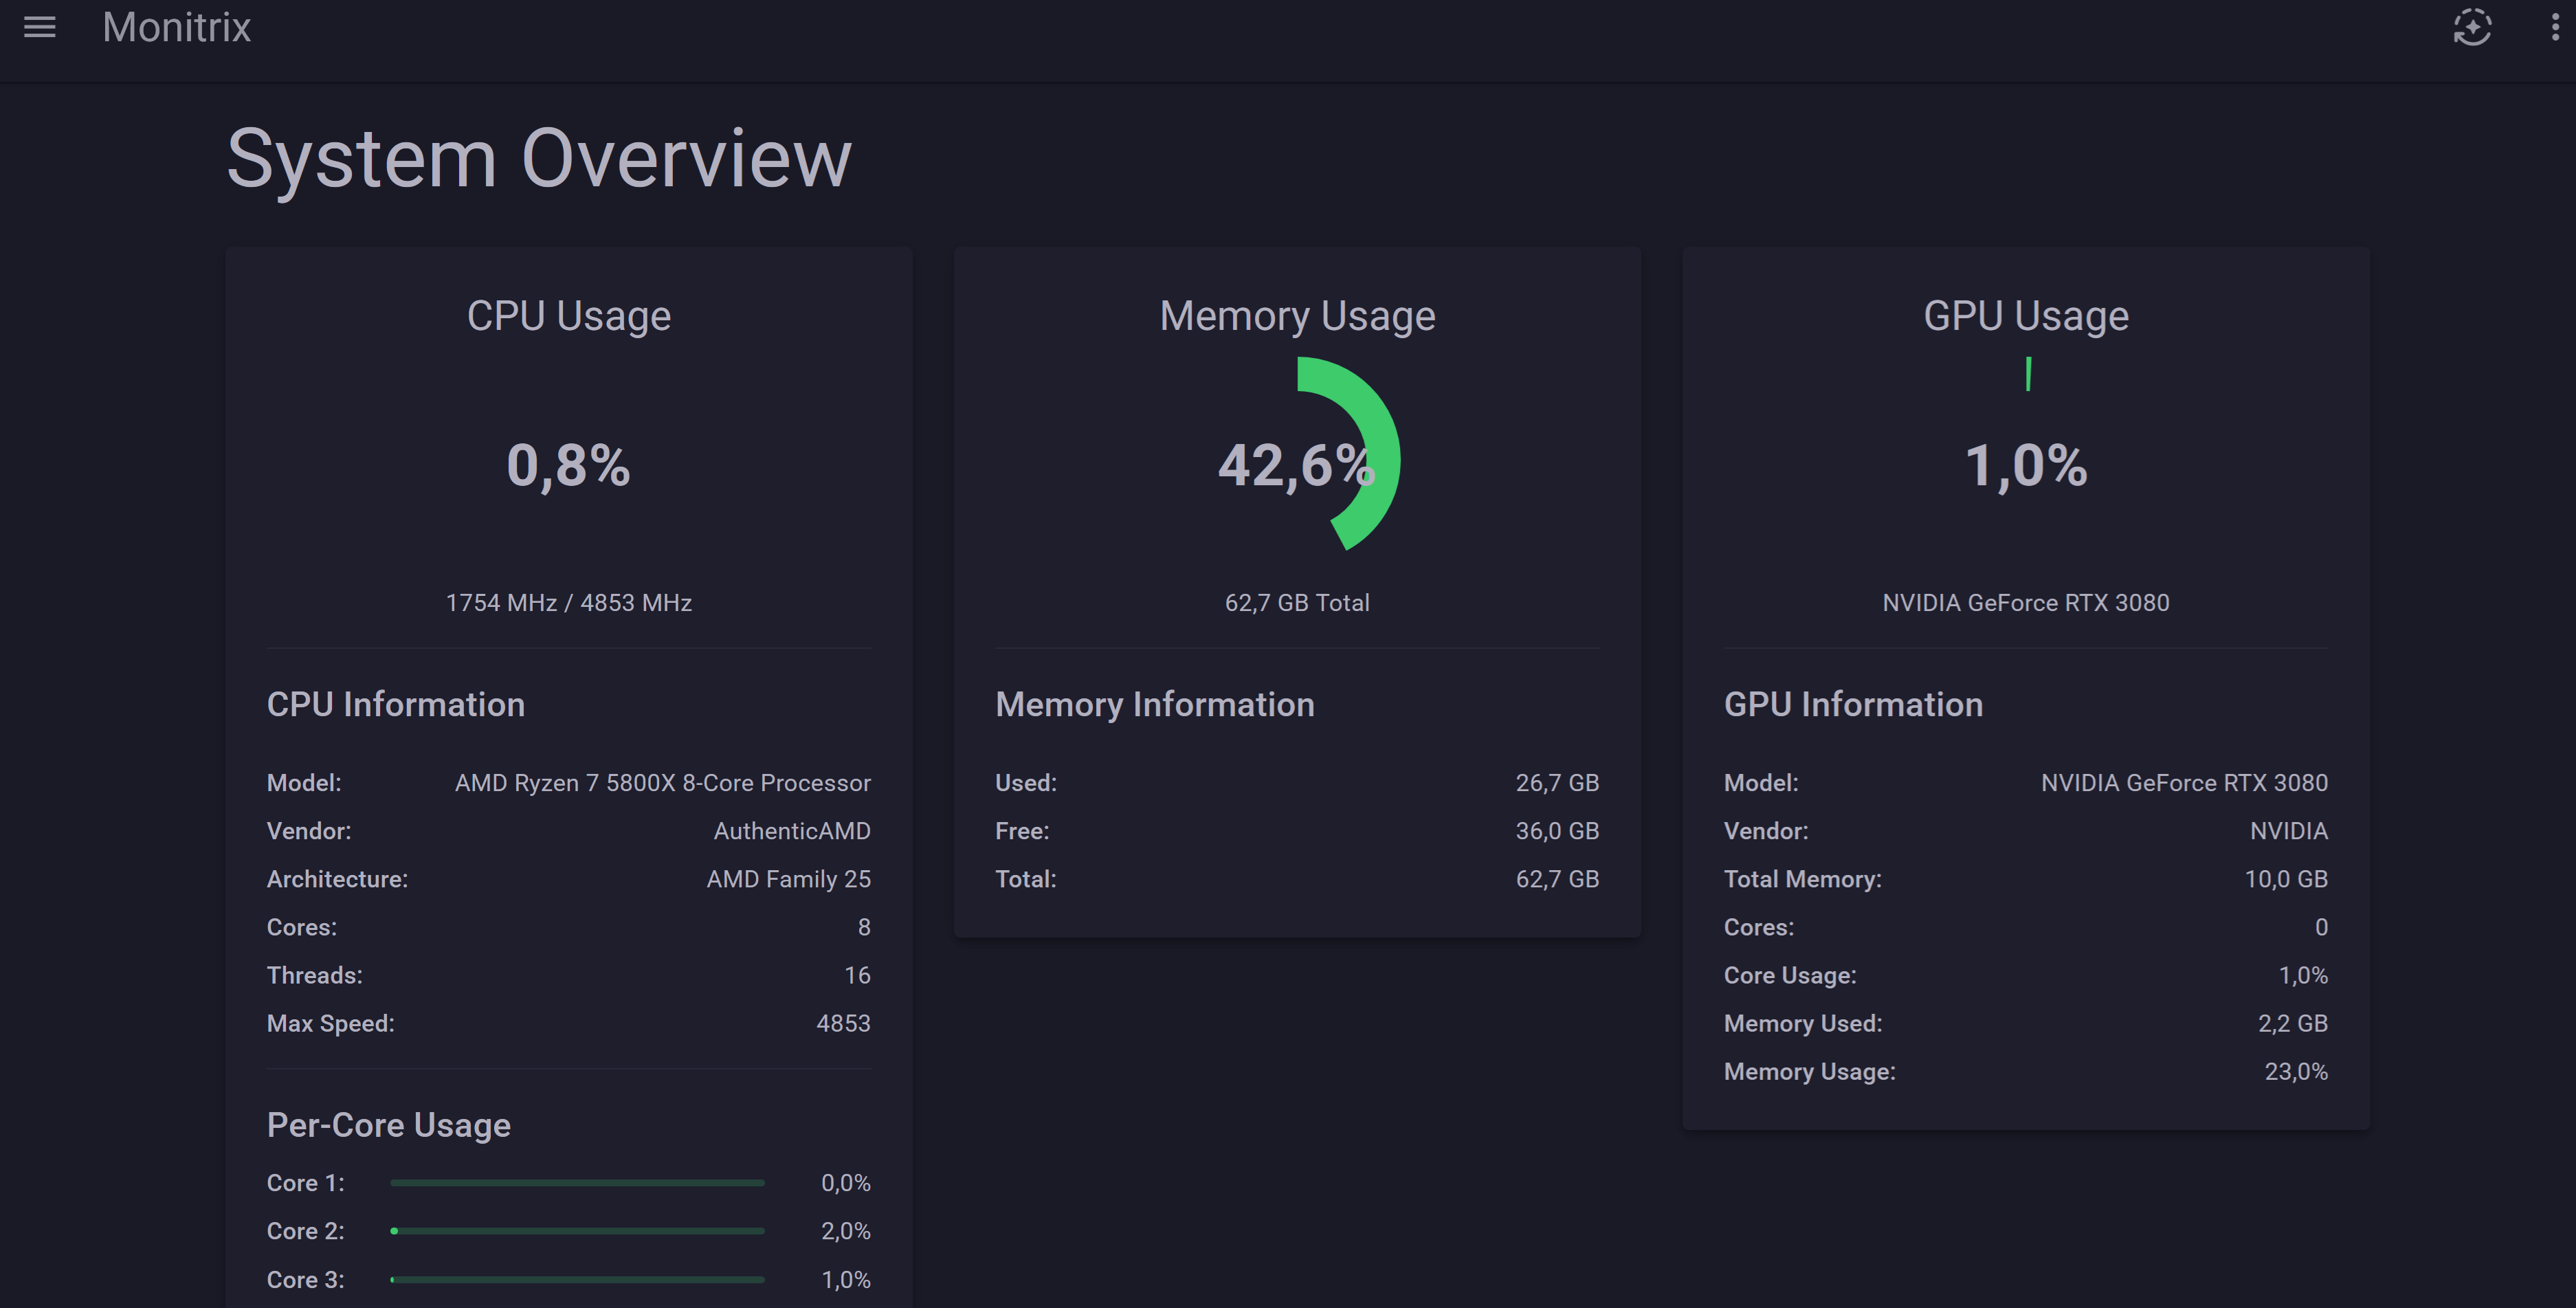 Monitrix
System Overview
CPU Usage
0,8%
1754 MHz / 4853 MHz
CPU Information
Model: AMD Ryzen 7 5800X 8-Core Processor
Vendor: AuthenticAMD
Architecture: AMD Family 25
Cores: 8
Threads: 16
Max Speed: 4853
Per-Core Usage
Core 1: 0,0%
Core 2: 2,0%
Core 3: 1,0%
Memory Usage
42,6%
62,7 GB Total
Memory Information
Used: 26,7 GB
Free: 36,0 GB
Total: 62,7 GB
GPU Usage
1,0%
NVIDIA GeForce RTX 3080
GPU Information
Model: NVIDIA GeForce RTX 3080
Vendor: NVIDIA
Total Memory: 10,0 GB
Cores: 0
Core Usage: 1,0%
Memory Used: 2,2 GB
Memory Usage: 23,0%